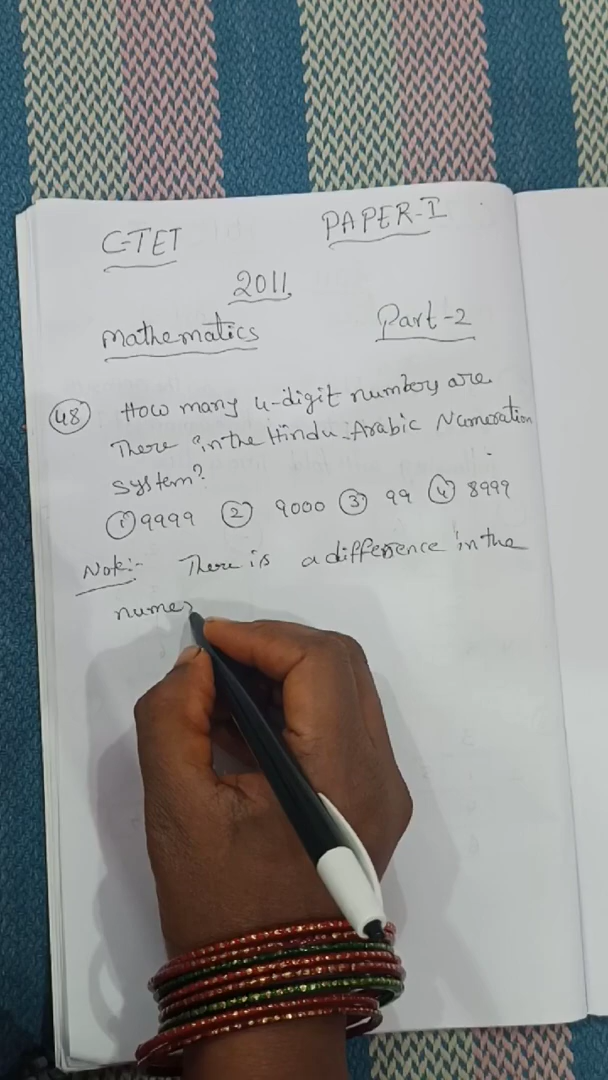 C-TET PAPER-I
2011
Mathematics Part-2
48 How many 4-digit numbers are
There in the Hindu-Arabic Numeration
system?
1 9999 2 9000 3 99 4 8999
Note:- There is a difference in the
numer